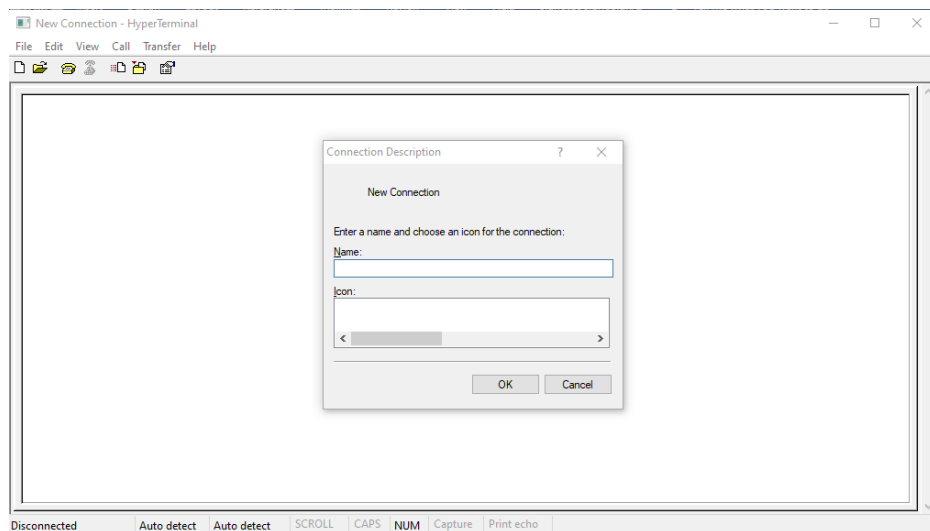 New Connection - HyperTerminal
File Edit View Call Transfer Help
Connection Description ?
New Connection
Enter a name and choose an icon for the connection:
Name:
Icon:
OK Cancel
Disconnected Auto detect Auto detect SCROLL CAPS NUM Capture Print echo